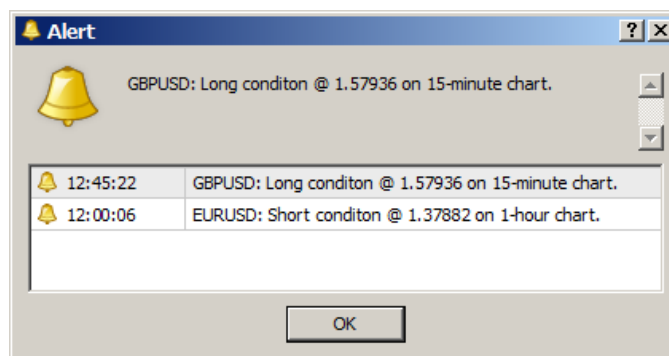 Alert
GBPUSD: Long conditon @ 1.57936 on 15-minute chart.
12:45:22 GBPUSD: Long conditon @ 1.57936 on 15-minute chart.
12:00:06 EURUSD: Short conditon @ 1.37882 on 1-hour chart.
OK